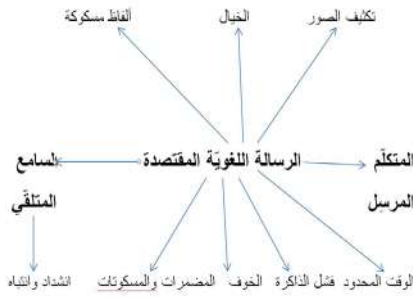 تكثيف الصور الخيال ألفاظ مسكوكة
المتكلّم الرسالة اللغويّة المقتصدة السامع
المرسِل المتلقّي
الوقت المحدود فشل الذاكرة الخوف المضمرات والمسكوتات انشداد وانتباه